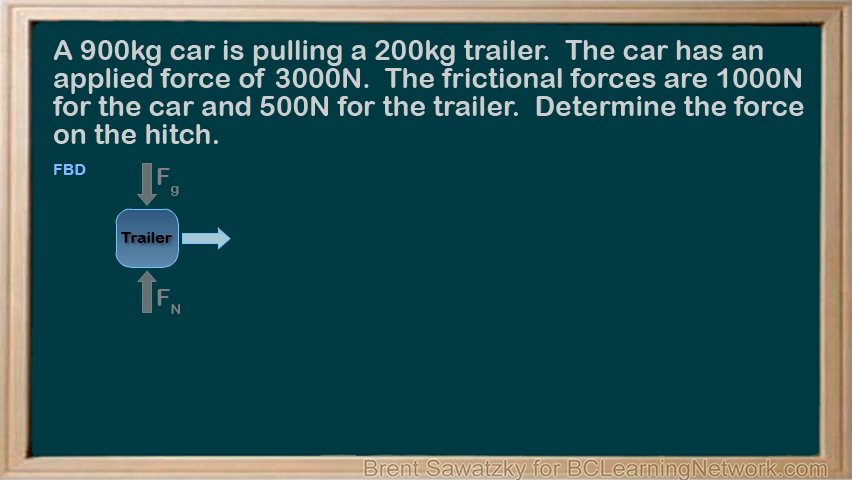 A 900kg car is pulling a 200kg trailer.  The car has an
applied force of 3000N.  The frictional forces are 1000N
for the car and 500N for the trailer.  Determine the force
on the hitch.
FBD
Fg
Trailer
FN
Brent Sawatzky for BCLearningNetwork.com